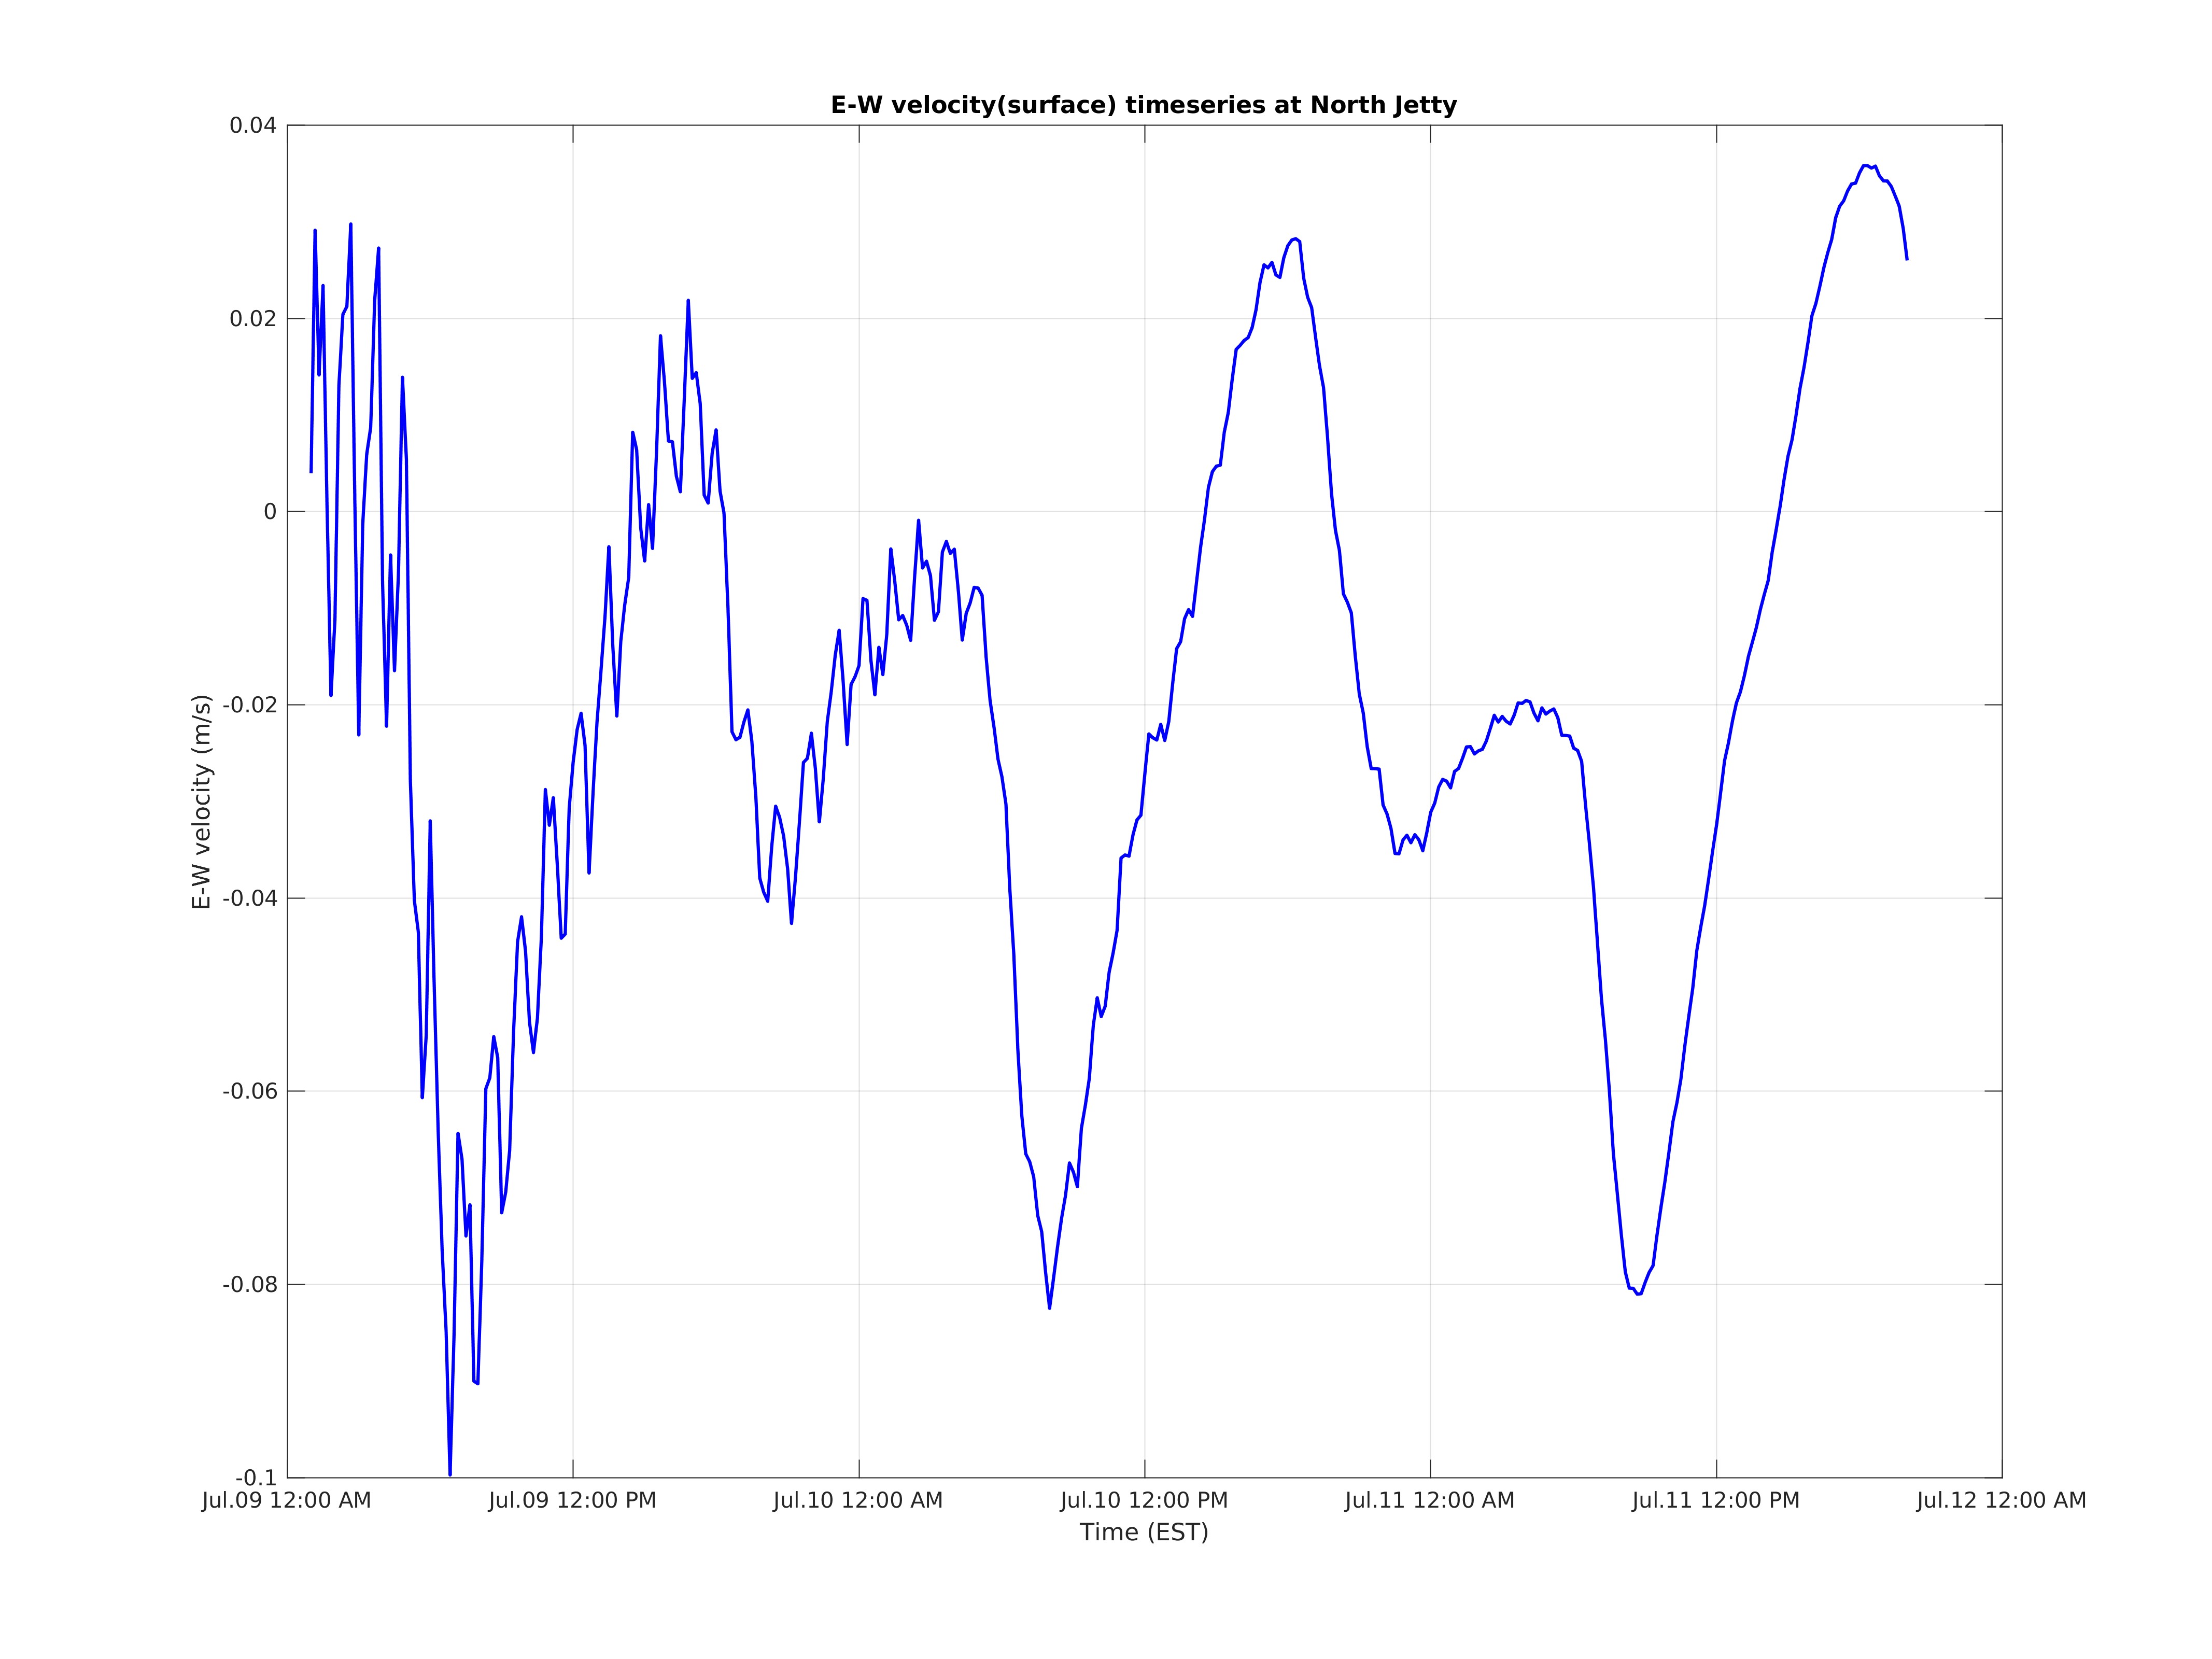 E-W velocity(surface) timeseries at North Jetty
0.04
0.02
0
-0.02
-0.04
-0.06
-0.08
-0.1
E-W velocity (m/s)
Jul.09 12:00 AM Jul.09 12:00 PM Jul.10 12:00 AM Jul.10 12:00 PM Jul.11 12:00 AM Jul.11 12:00 PM Jul.12 12:00 AM
Time (EST)